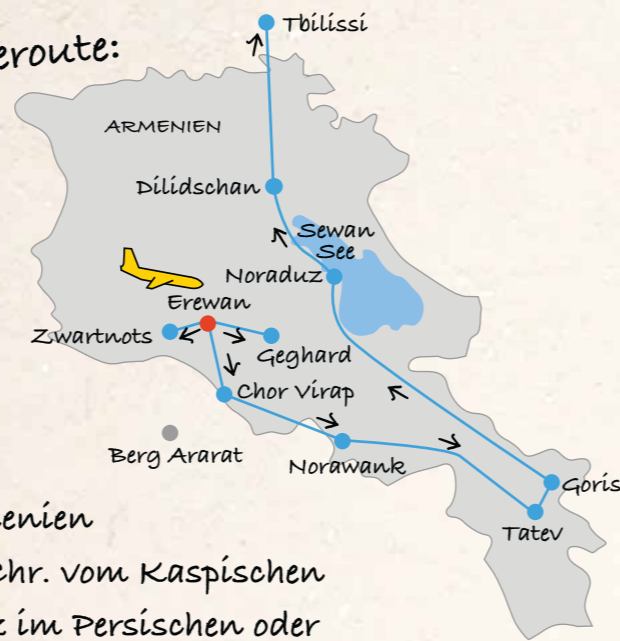 eroute:
Tbilissi
ARMENIEN
Dilidschan
Sewan
See
Noraduz
Erewan
Zwartnots
Geghard
Chor Virap
Berg Ararat
Norawank
Goris
Tatev
enien
chr. vom Kaspischen
im Persischen oder